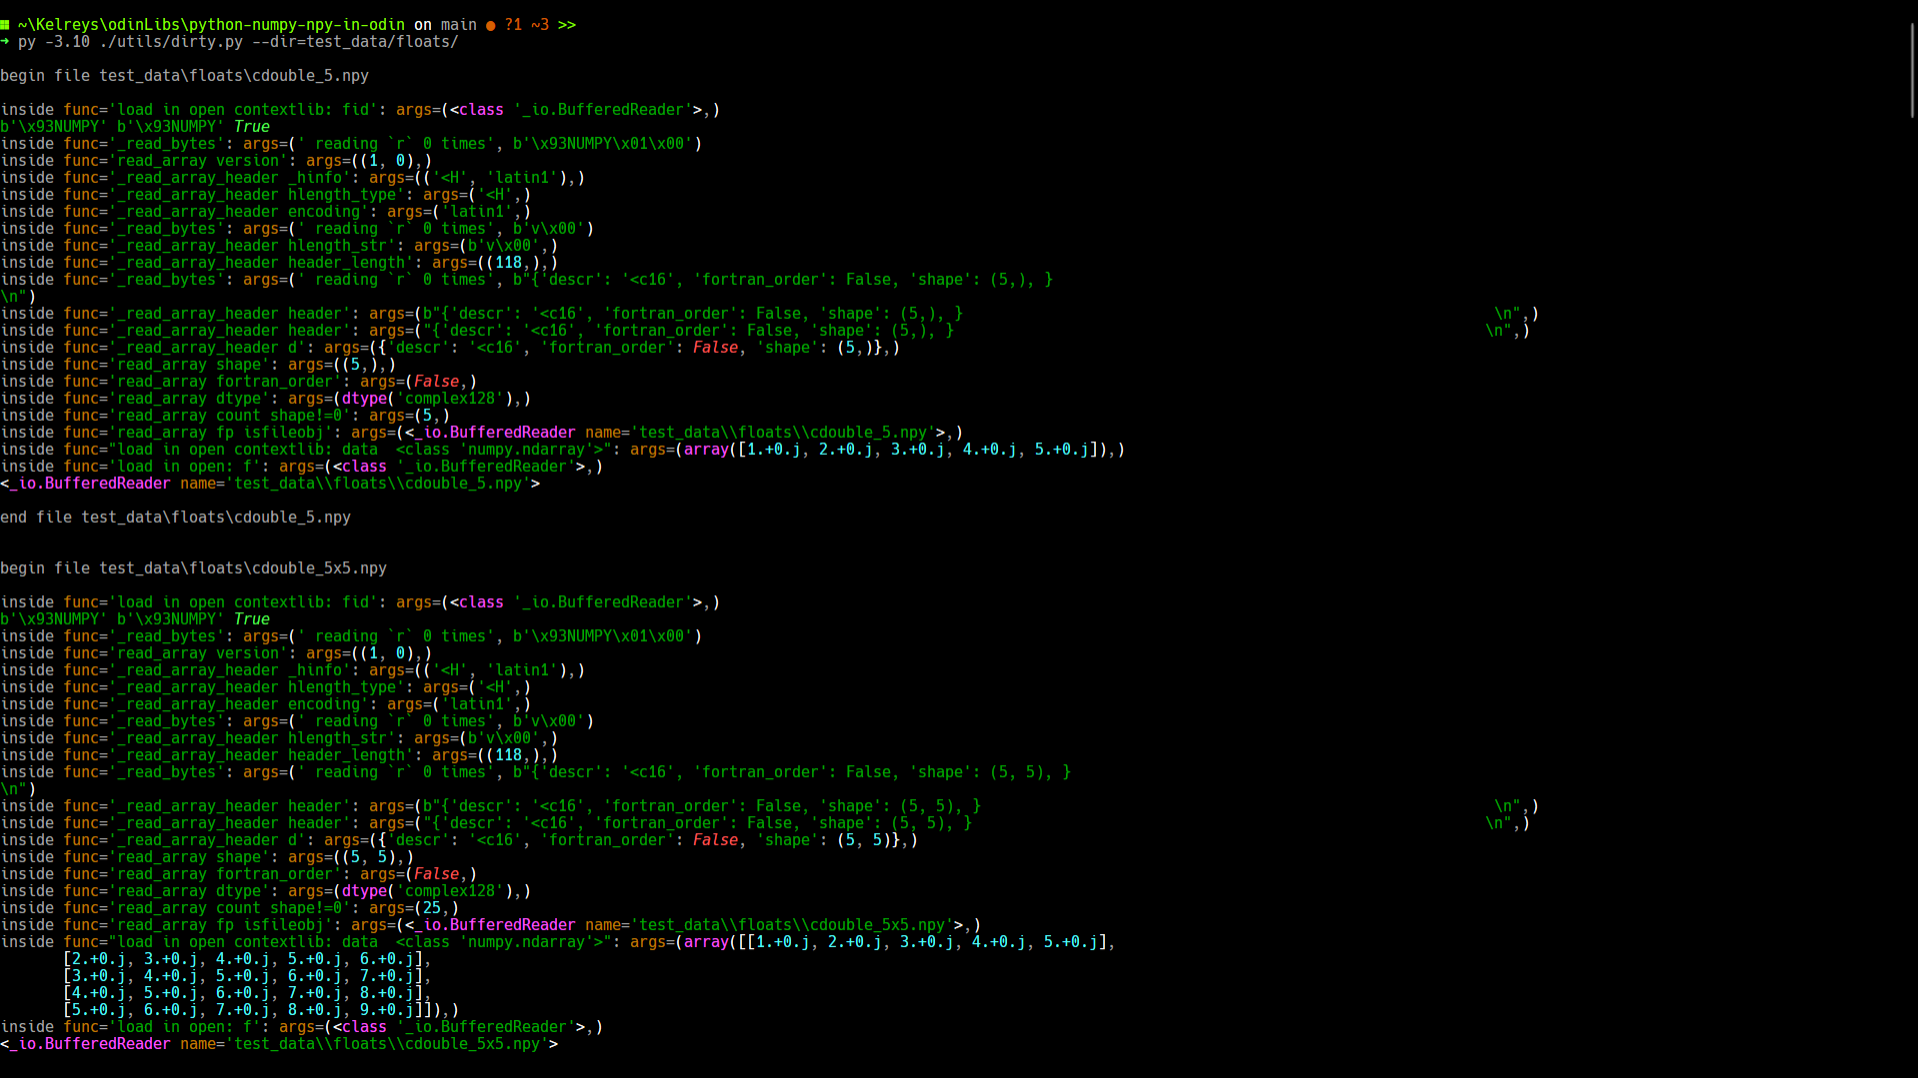 ~\Kelreys\odinLibs\python-numpy-npy-in-odin on main ● ?1 ~3 >>
➜ py -3.10 ./utils/dirty.py --dir=test_data/floats/
begin file test_data\floats\cdouble_5.npy
inside func='load in open contextlib: fid': args=(<class '_io.BufferedReader'>,)
b'\x93NUMPY' b'\x93NUMPY' True
inside func='_read_bytes': args=(' reading `r` 0 times', b'\x93NUMPY\x01\x00')
inside func='read_array version': args=((1, 0),)
inside func='_read_array_header _hinfo': args=(('<H', 'latin1'),)
inside func='_read_array_header hlength_type': args=('<H',)
inside func='_read_array_header encoding': args=('latin1',)
inside func='_read_bytes': args=(' reading `r` 0 times', b'v\x00')
inside func='_read_array_header hlength_str': args=(b'v\x00',)
inside func='_read_array_header header_length': args=((118,),)
inside func='_read_bytes': args=(' reading `r` 0 times', b"{'descr': '<c16', 'fortran_order': False, 'shape': (5,), }
\n")
inside func='_read_array_header header': args=(b"{'descr': '<c16', 'fortran_order': False, 'shape': (5,), } \n",)
inside func='_read_array_header header': args=("{'descr': '<c16', 'fortran_order': False, 'shape': (5,), } \n",)
inside func='_read_array_header d': args=({'descr': '<c16', 'fortran_order': False, 'shape': (5,)},)
inside func='read_array shape': args=((5,),)
inside func='read_array fortran_order': args=(False,)
inside func='read_array dtype': args=(dtype('complex128'),)
inside func='read_array count shape!=0': args=(5,)
inside func='read_array fp isfileobj': args=(<_io.BufferedReader name='test_data\\floats\\cdouble_5.npy'>,)
inside func="load in open contextlib: data  <class 'numpy.ndarray'>": args=(array([1.+0.j, 2.+0.j, 3.+0.j, 4.+0.j, 5.+0.j]),)
inside func='load in open: f': args=(<class '_io.BufferedReader'>,)
<_io.BufferedReader name='test_data\\floats\\cdouble_5.npy'>
end file test_data\floats\cdouble_5.npy
begin file test_data\floats\cdouble_5x5.npy
inside func='load in open contextlib: fid': args=(<class '_io.BufferedReader'>,)
b'\x93NUMPY' b'\x93NUMPY' True
inside func='_read_bytes': args=(' reading `r` 0 times', b'\x93NUMPY\x01\x00')
inside func='read_array version': args=((1, 0),)
inside func='_read_array_header _hinfo': args=(('<H', 'latin1'),)
inside func='_read_array_header hlength_type': args=('<H',)
inside func='_read_array_header encoding': args=('latin1',)
inside func='_read_bytes': args=(' reading `r` 0 times', b'v\x00')
inside func='_read_array_header hlength_str': args=(b'v\x00',)
inside func='_read_array_header header_length': args=((118,),)
inside func='_read_bytes': args=(' reading `r` 0 times', b"{'descr': '<c16', 'fortran_order': False, 'shape': (5, 5), }
\n")
inside func='_read_array_header header': args=(b"{'descr': '<c16', 'fortran_order': False, 'shape': (5, 5), } \n",)
inside func='_read_array_header header': args=("{'descr': '<c16', 'fortran_order': False, 'shape': (5, 5), } \n",)
inside func='_read_array_header d': args=({'descr': '<c16', 'fortran_order': False, 'shape': (5, 5)},)
inside func='read_array shape': args=((5, 5),)
inside func='read_array fortran_order': args=(False,)
inside func='read_array dtype': args=(dtype('complex128'),)
inside func='read_array count shape!=0': args=(25,)
inside func='read_array fp isfileobj': args=(<_io.BufferedReader name='test_data\\floats\\cdouble_5x5.npy'>,)
inside func="load in open contextlib: data  <class 'numpy.ndarray'>": args=(array([[1.+0.j, 2.+0.j, 3.+0.j, 4.+0.j, 5.+0.j],
[2.+0.j, 3.+0.j, 4.+0.j, 5.+0.j, 6.+0.j],
[3.+0.j, 4.+0.j, 5.+0.j, 6.+0.j, 7.+0.j],
[4.+0.j, 5.+0.j, 6.+0.j, 7.+0.j, 8.+0.j],
[5.+0.j, 6.+0.j, 7.+0.j, 8.+0.j, 9.+0.j]]),)
inside func='load in open: f': args=(<class '_io.BufferedReader'>,)
<_io.BufferedReader name='test_data\\floats\\cdouble_5x5.npy'>